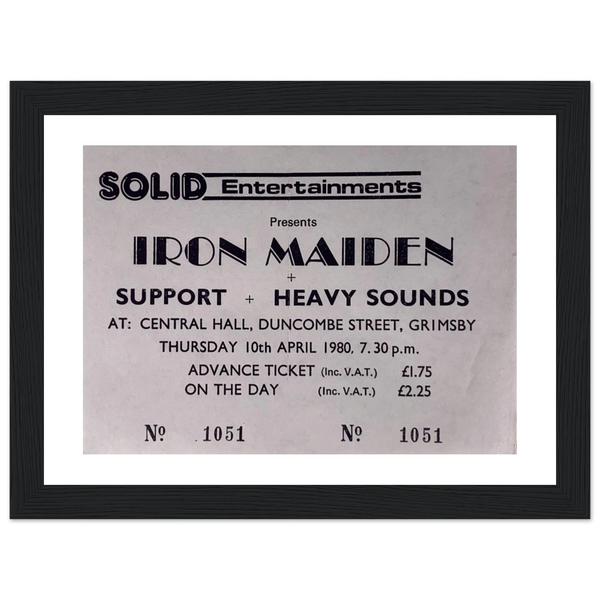 SOLID Entertainments
Presents
IRON MAIDEN
+
SUPPORT + HEAVY SOUNDS
AT: CENTRAL HALL, DUNCOMBE STREET, GRIMSBY
THURSDAY 10th APRIL 1980, 7.30 p.m.
ADVANCE TICKET (Inc. V.A.T.) £1.75
ON THE DAY (Inc. V.A.T.) £2.25
Nº 1051 Nº 1051